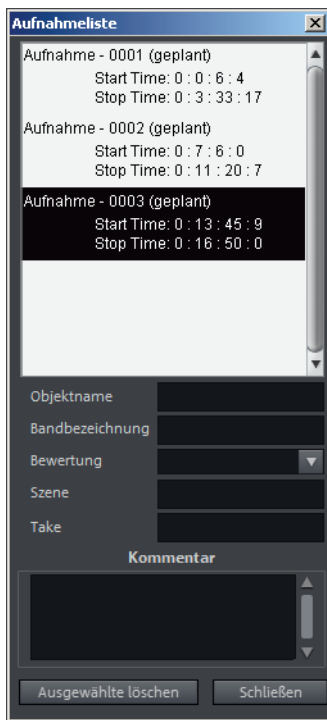 Aufnahmeliste
Aufnahme - 0001 (geplant)
Start Time: 0 : 0 : 6 : 4
Stop Time: 0 : 3 : 33 : 17
Aufnahme - 0002 (geplant)
Start Time: 0 : 7 : 6 : 0
Stop Time: 0 : 11 : 20 : 7
Aufnahme - 0003 (geplant)
Start Time: 0 : 13 : 45 : 9
Stop Time: 0 : 16 : 50 : 0
Objektname
Bandbezeichnung
Bewertung
Szene
Take
Kommentar
Ausgewählte löschen Schließen